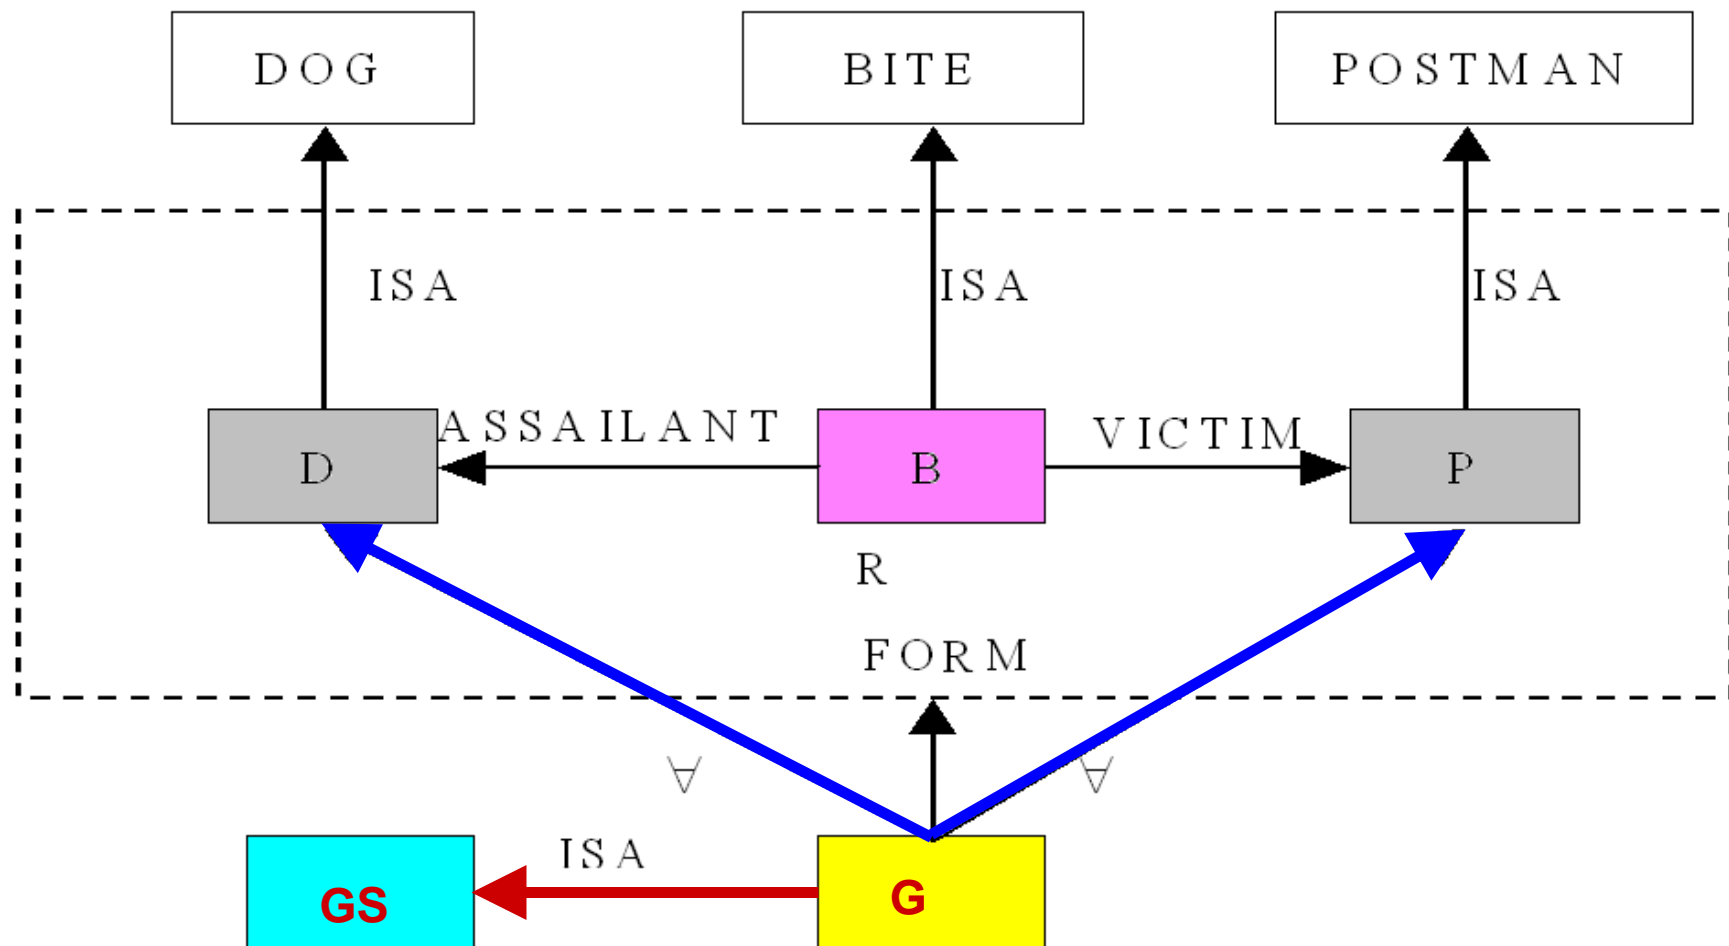 DOG BITE POSTMAN
ISA ISA ISA
ASSAILANT VICTIM
D B P
R
FORM
∀ ∀
ISA
GS G